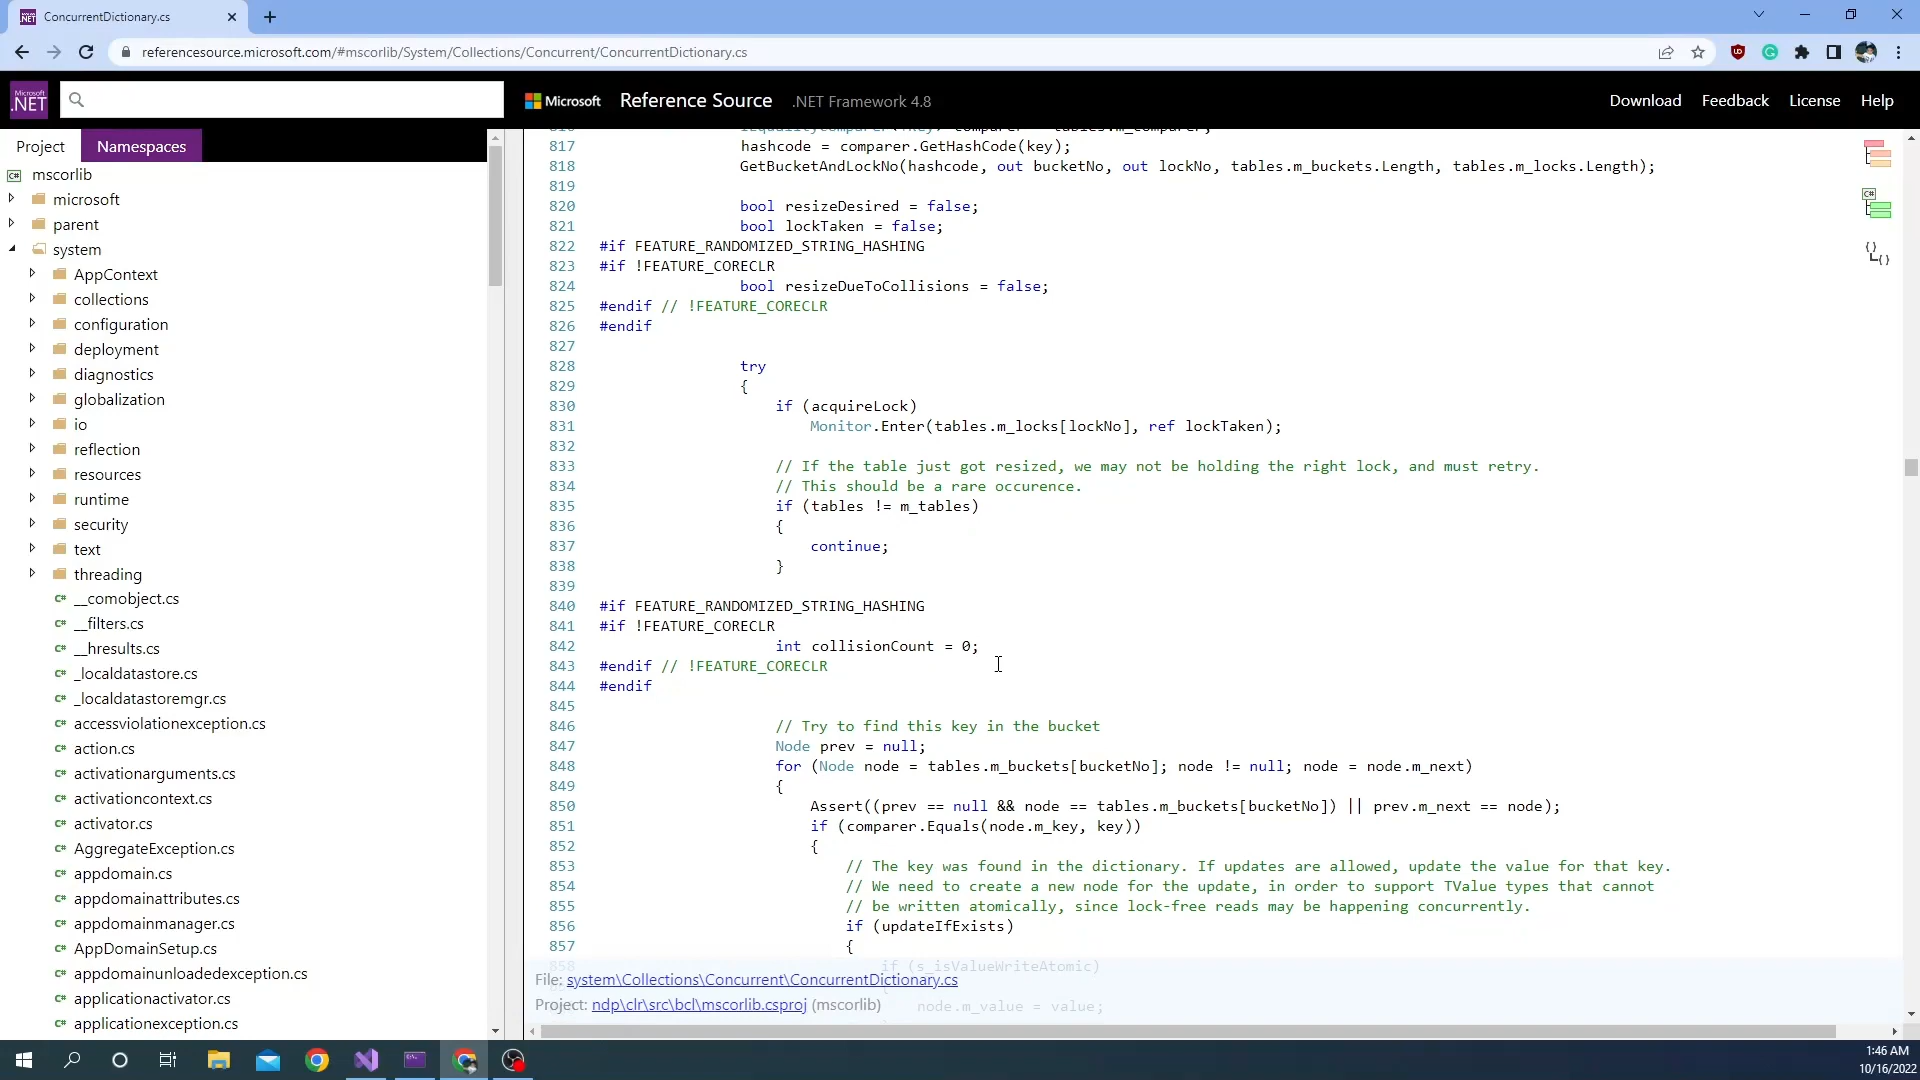 ConcurrentDictionary.cs
referencesource.microsoft.com/#mscorlib/System/Collections/Concurrent/ConcurrentDictionary.cs
Microsoft .NET
Microsoft Reference Source .NET Framework 4.8
Download Feedback License Help
Project Namespaces
mscorlib
microsoft
parent
system
AppContext
collections
configuration
deployment
diagnostics
globalization
io
reflection
resources
runtime
security
text
threading
__comobject.cs
__filters.cs
__hresults.cs
_localdatastore.cs
_localdatastoremgr.cs
accessviolationexception.cs
action.cs
activationarguments.cs
activationcontext.cs
activator.cs
AggregateException.cs
appdomain.cs
appdomainattributes.cs
appdomainmanager.cs
AppDomainSetup.cs
appdomainunloadedexception.cs
applicationactivator.cs
applicationexception.cs
817 hashcode = comparer.GetHashCode(key);
818 GetBucketAndLockNo(hashcode, out bucketNo, out lockNo, tables.m_buckets.Length, tables.m_locks.Length);
819
820 bool resizeDesired = false;
821 bool lockTaken = false;
822 #if FEATURE_RANDOMIZED_STRING_HASHING
823 #if !FEATURE_CORECLR
824 bool resizeDueToCollisions = false;
825 #endif // !FEATURE_CORECLR
826 #endif
827
828 try
829 {
830 if (acquireLock)
831 Monitor.Enter(tables.m_locks[lockNo], ref lockTaken);
832
833 // If the table just got resized, we may not be holding the right lock, and must retry.
834 // This should be a rare occurence.
835 if (tables != m_tables)
836 {
837 continue;
838 }
839
840 #if FEATURE_RANDOMIZED_STRING_HASHING
841 #if !FEATURE_CORECLR
842 int collisionCount = 0;
843 #endif // !FEATURE_CORECLR
844 #endif
845
846 // Try to find this key in the bucket
847 Node prev = null;
848 for (Node node = tables.m_buckets[bucketNo]; node != null; node = node.m_next)
849 {
850 Assert((prev == null && node == tables.m_buckets[bucketNo]) || prev.m_next == node);
851 if (comparer.Equals(node.m_key, key))
852 {
853 // The key was found in the dictionary. If updates are allowed, update the value for that key.
854 // We need to create a new node for the update, in order to support TValue types that cannot
855 // be written atomically, since lock-free reads may be happening concurrently.
856 if (updateIfExists)
857 {
858 if (s_isValueWriteAtomic)
File: system\Collections\Concurrent\ConcurrentDictionary.cs
Project: ndp\clr\src\bcl\mscorlib.csproj (mscorlib) node.m_value = value;
1:46 AM
10/16/2022